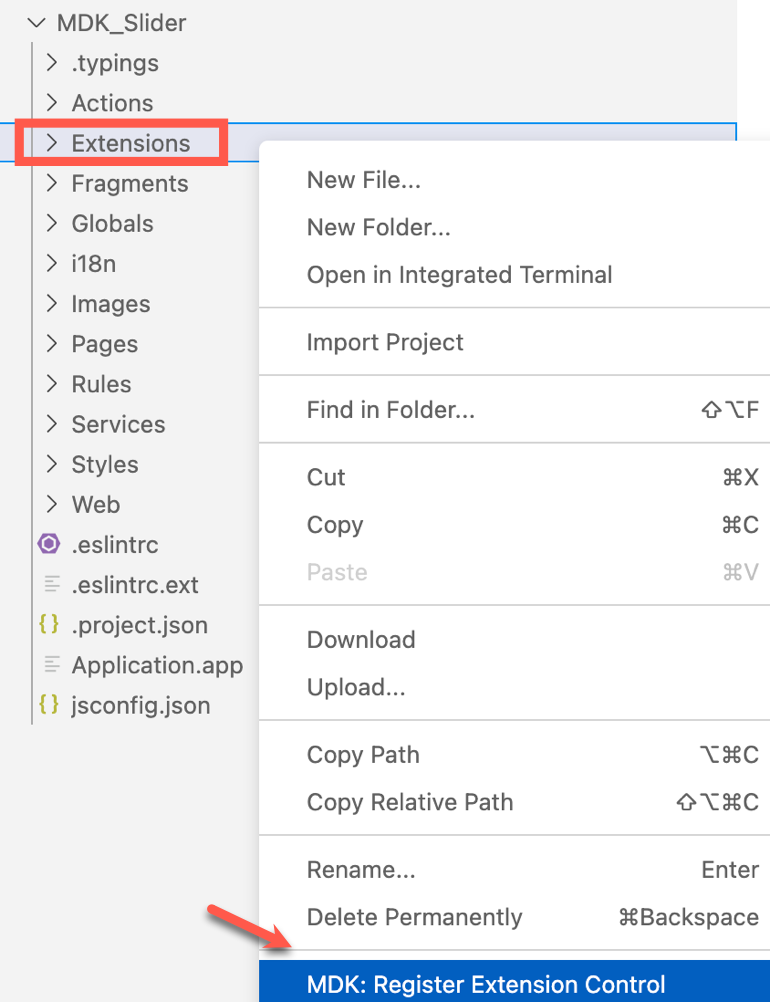 MDK_Slider
.typings
Actions
Extensions
Fragments
Globals
i18n
Images
Pages
Rules
Services
Styles
Web
.eslintrc
.eslintrc.ext
.project.json
Application.app
jsconfig.json
New File...
New Folder...
Open in Integrated Terminal
Import Project
Find in Folder... ⇧⌥F
Cut ⌘X
Copy ⌘C
Paste ⌘V
Download
Upload...
Copy Path ⌥⌘C
Copy Relative Path ⇧⌥⌘C
Rename... Enter
Delete Permanently ⌘Backspace
MDK: Register Extension Control